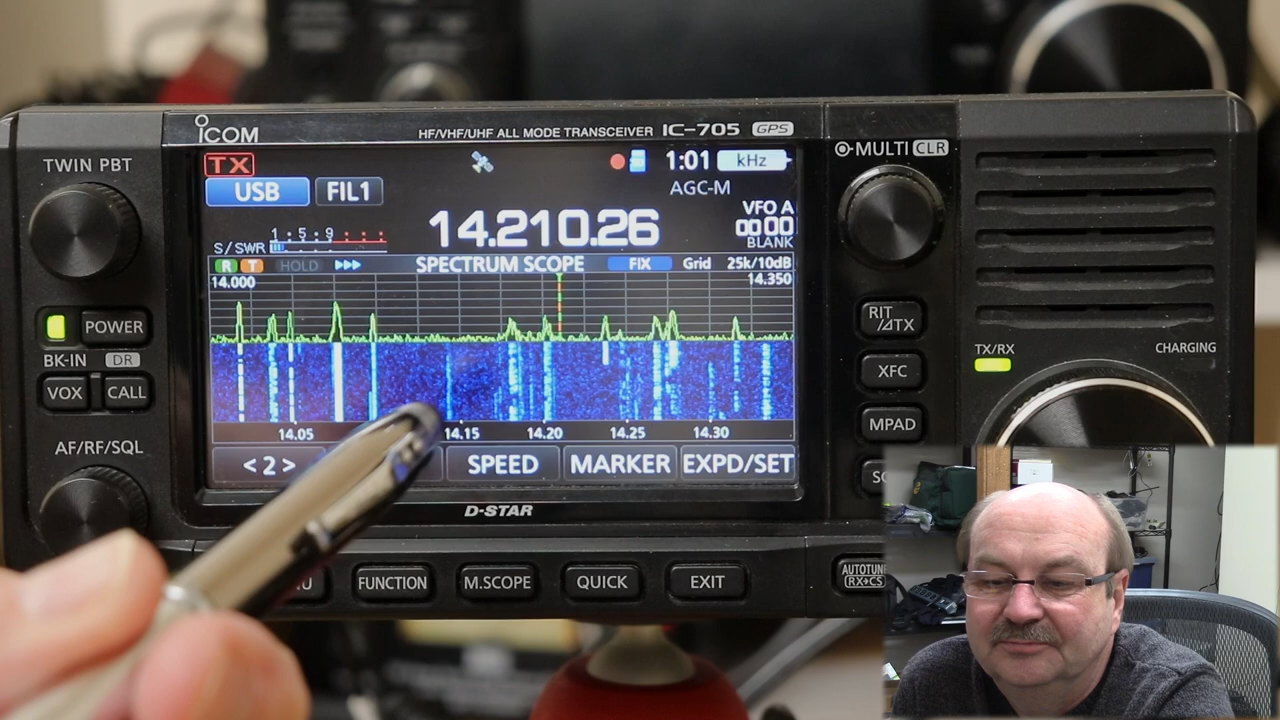 ICOM
HF/VHF/UHF ALL MODE TRANSCEIVER IC-705 GPS
TWIN PBT
MULTI CLR
TX
1:01 kHz
USB FIL1
AGC-M
14.210.26
VFO A
00 00
BLANK
1 · 5 · 9
S/SWR
R T HOLD SPECTRUM SCOPE FIX Grid 25k/10dB
14.000 14.350
POWER
BK-IN DR
VOX CALL
AF/RF/SQL
RIT
/ΔTX
TX/RX CHARGING
XFC
MPAD
14.05 14.15 14.20 14.25 14.30
<2> SPEED MARKER EXPD/SET
D-STAR
FUNCTION M.SCOPE QUICK EXIT
AUTOTUNE
RX→CS